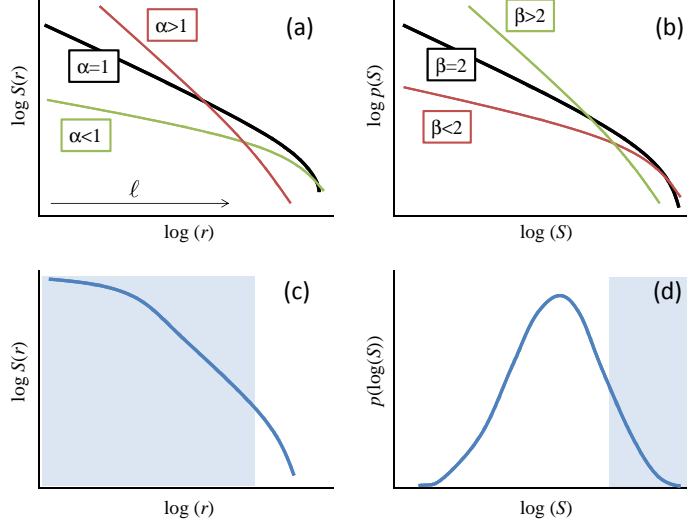 (a)
α>1
α=1
α<1
ℓ
log S(r)
log (r)
(b)
β>2
β=2
β<2
log p(S)
log (S)
(c)
log S(r)
log (r)
(d)
p(log(S))
log (S)